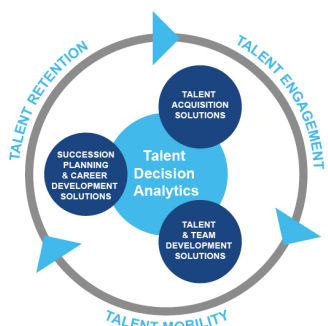 TALENT RETENTION
TALENT ENGAGEMENT
TALENT
ACQUISITION
SOLUTIONS
SUCCESSION
PLANNING
& CAREER
DEVELOPMENT
SOLUTIONS
Talent
Decision
Analytics
TALENT
& TEAM
DEVELOPMENT
SOLUTIONS
TALENT MOBILITY